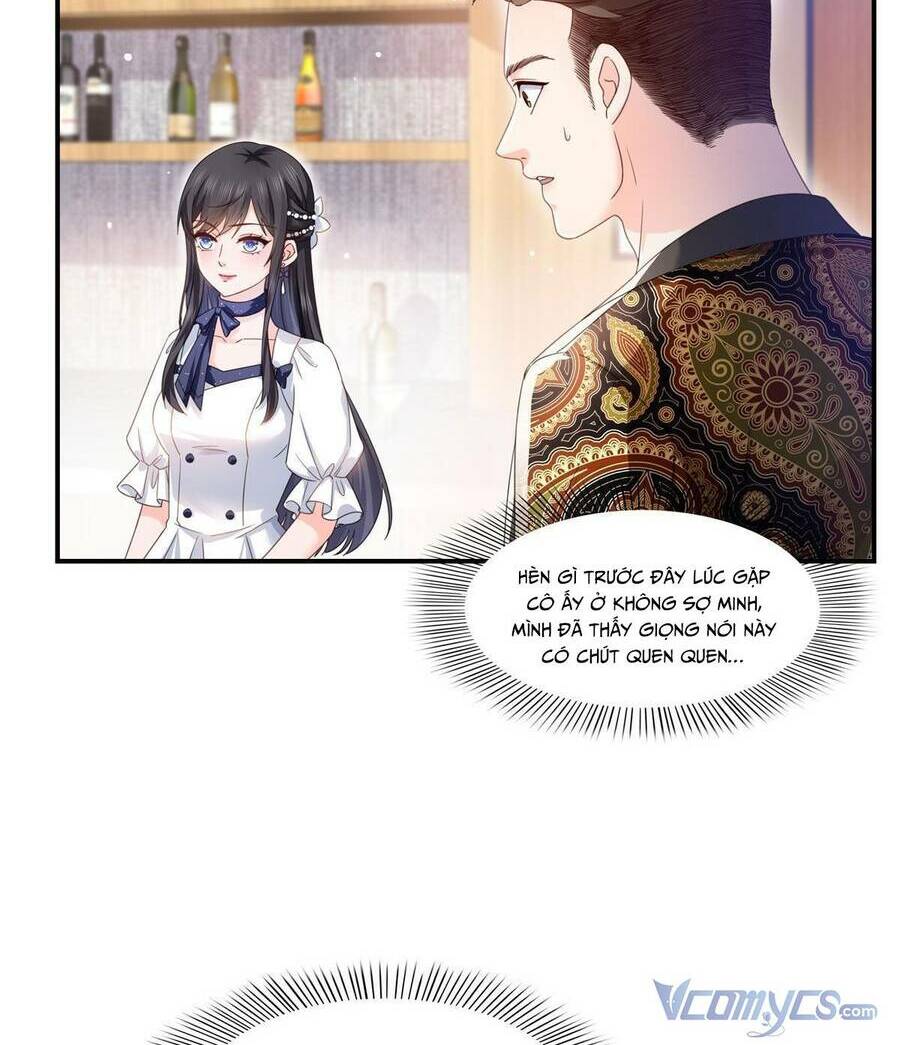 HÈN GÌ TRƯỚC ĐÂY LÚC GẶP
CÔ ẤY Ở KHÔNG SỢ MINH,
MÌNH ĐÃ THẤY GIỌNG NÓI NÀY
CÓ CHÚT QUEN QUEN...
VCOMYCS.com